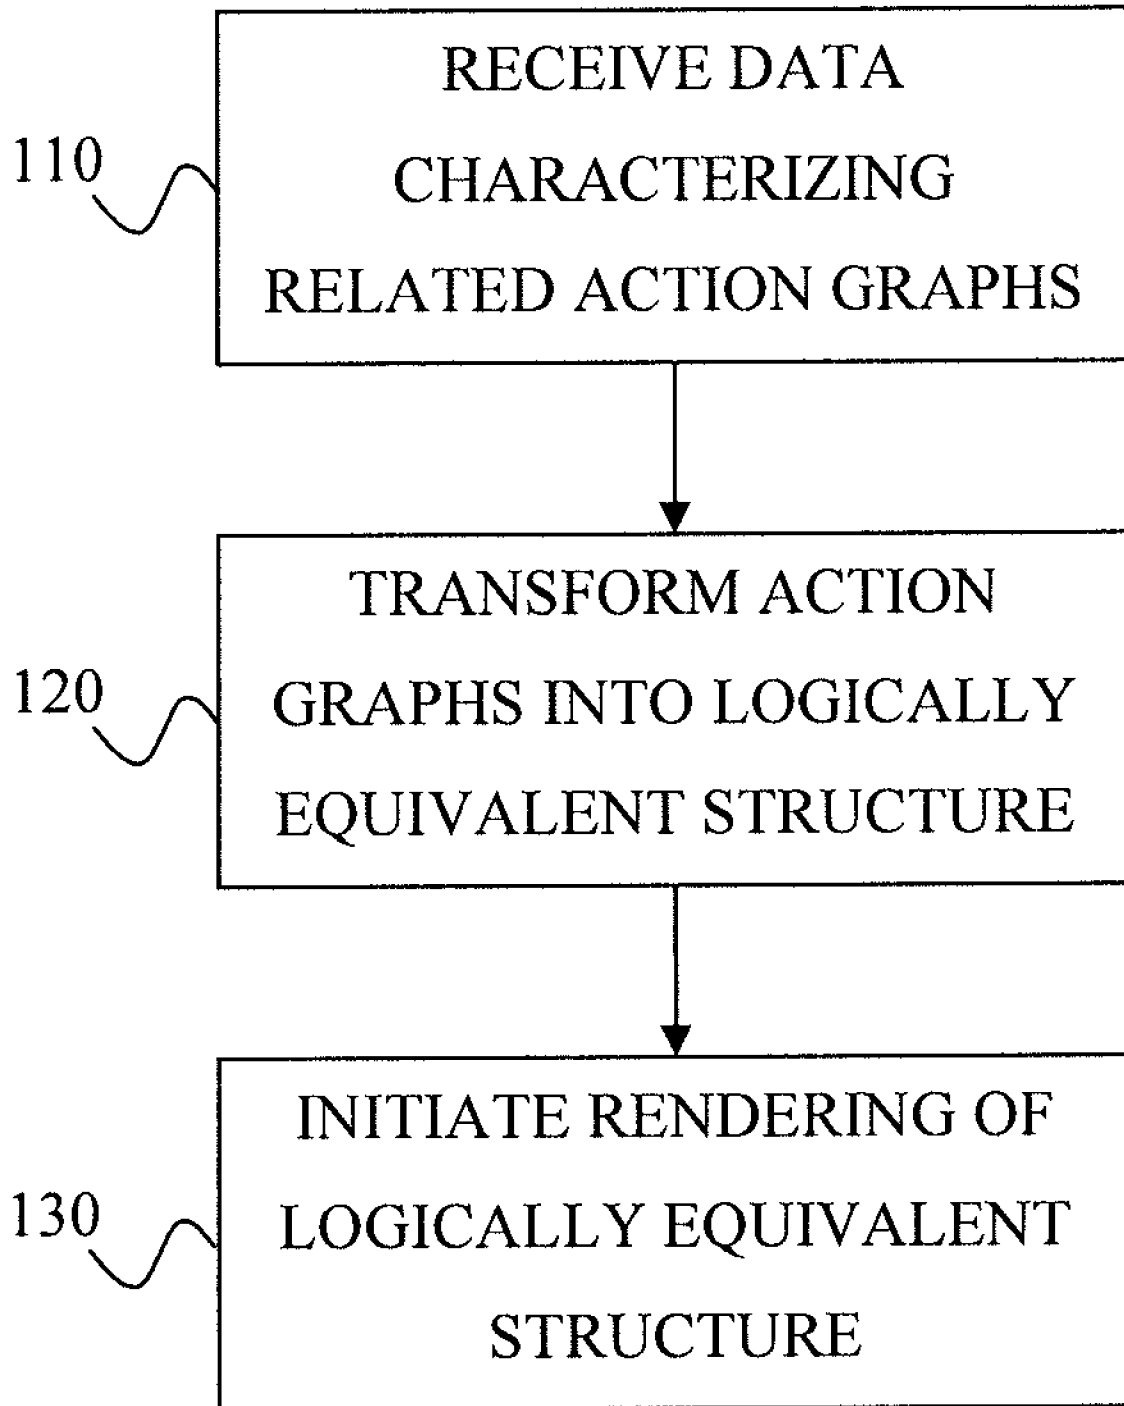 110
RECEIVE DATA
CHARACTERIZING
RELATED ACTION GRAPHS
120
TRANSFORM ACTION
GRAPHS INTO LOGICALLY
EQUIVALENT STRUCTURE
130
INITIATE RENDERING OF
LOGICALLY EQUIVALENT
STRUCTURE